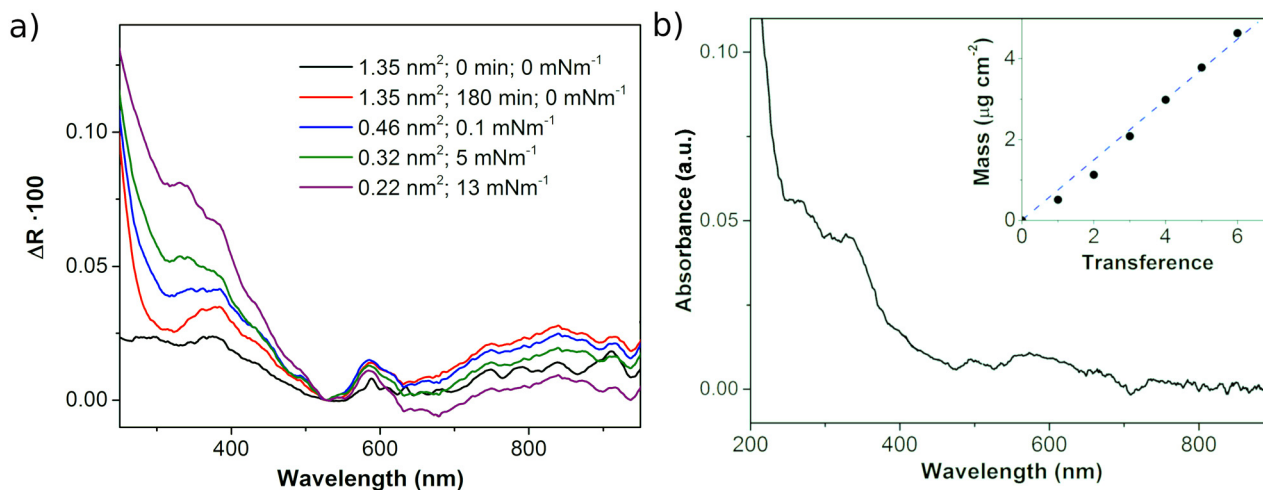 a)
1.35 nm²; 0 min; 0 mNm⁻¹
1.35 nm²; 180 min; 0 mNm⁻¹
0.46 nm²; 0.1 mNm⁻¹
0.32 nm²; 5 mNm⁻¹
0.22 nm²; 13 mNm⁻¹
ΔR ·100
0.10
0.05
0.00
400 600 800
Wavelength (nm)
b)
Absorbance (a.u.)
0.10
0.05
0.00
200 400 600 800
Wavelength (nm)
Mass (µg cm⁻²)
4
2
0
0 2 4 6
Transference